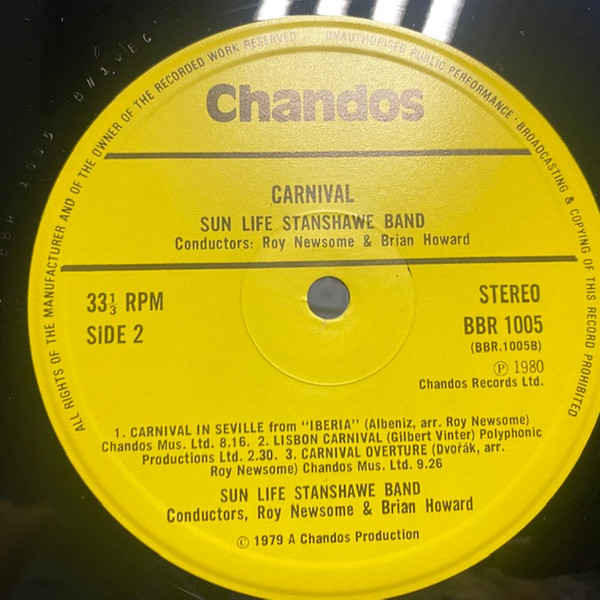 ALL RIGHTS OF THE MANUFACTURER AND OF THE OWNER OF THE RECORDED WORK RESERVED UNAUTHORISED PUBLIC PERFORMANCE · BROADCASTING & COPYING OF THIS RECORD PROHIBITED
Chandos
CARNIVAL
SUN LIFE STANSHAWE BAND
Conductors: Roy Newsome & Brian Howard
33⅓ RPM
SIDE 2
STEREO
BBR 1005
(BBR.1005B)
Ⓟ 1980
Chandos Records Ltd.
1. CARNIVAL IN SEVILLE from "IBERIA" (Albeniz, arr. Roy Newsome)
Chandos Mus. Ltd. 8.16. 2. LISBON CARNIVAL (Gilbert Vinter) Polyphonic
Productions Ltd. 2.30. 3. CARNIVAL OVERTURE (Dvořák, arr.
Roy Newsome) Chandos Mus. Ltd. 9.26
SUN LIFE STANSHAWE BAND
Conductors, Roy Newsome & Brian Howard
© 1979 A Chandos Production